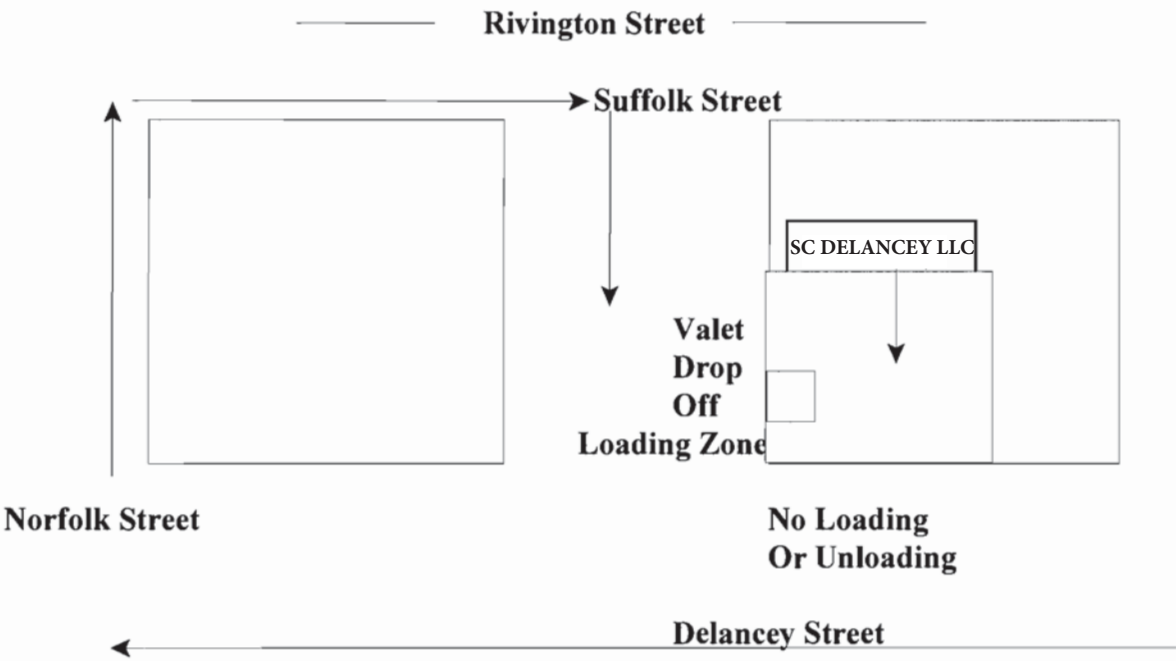 Rivington Street
Suffolk Street
SC DELANCEY LLC
Valet
Drop
Off
Loading Zone
Norfolk Street
No Loading
Or Unloading
Delancey Street